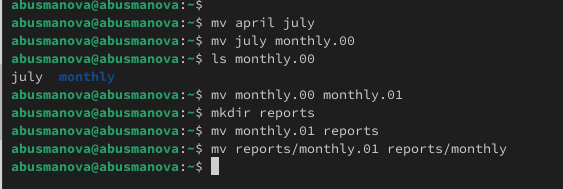 abusmanova@abusmanova:~$
abusmanova@abusmanova:~$ mv april july
abusmanova@abusmanova:~$ mv july monthly.00
abusmanova@abusmanova:~$ ls monthly.00
july  monthly
abusmanova@abusmanova:~$ mv monthly.00 monthly.01
abusmanova@abusmanova:~$ mkdir reports
abusmanova@abusmanova:~$ mv monthly.01 reports
abusmanova@abusmanova:~$ mv reports/monthly.01 reports/monthly
abusmanova@abusmanova:~$